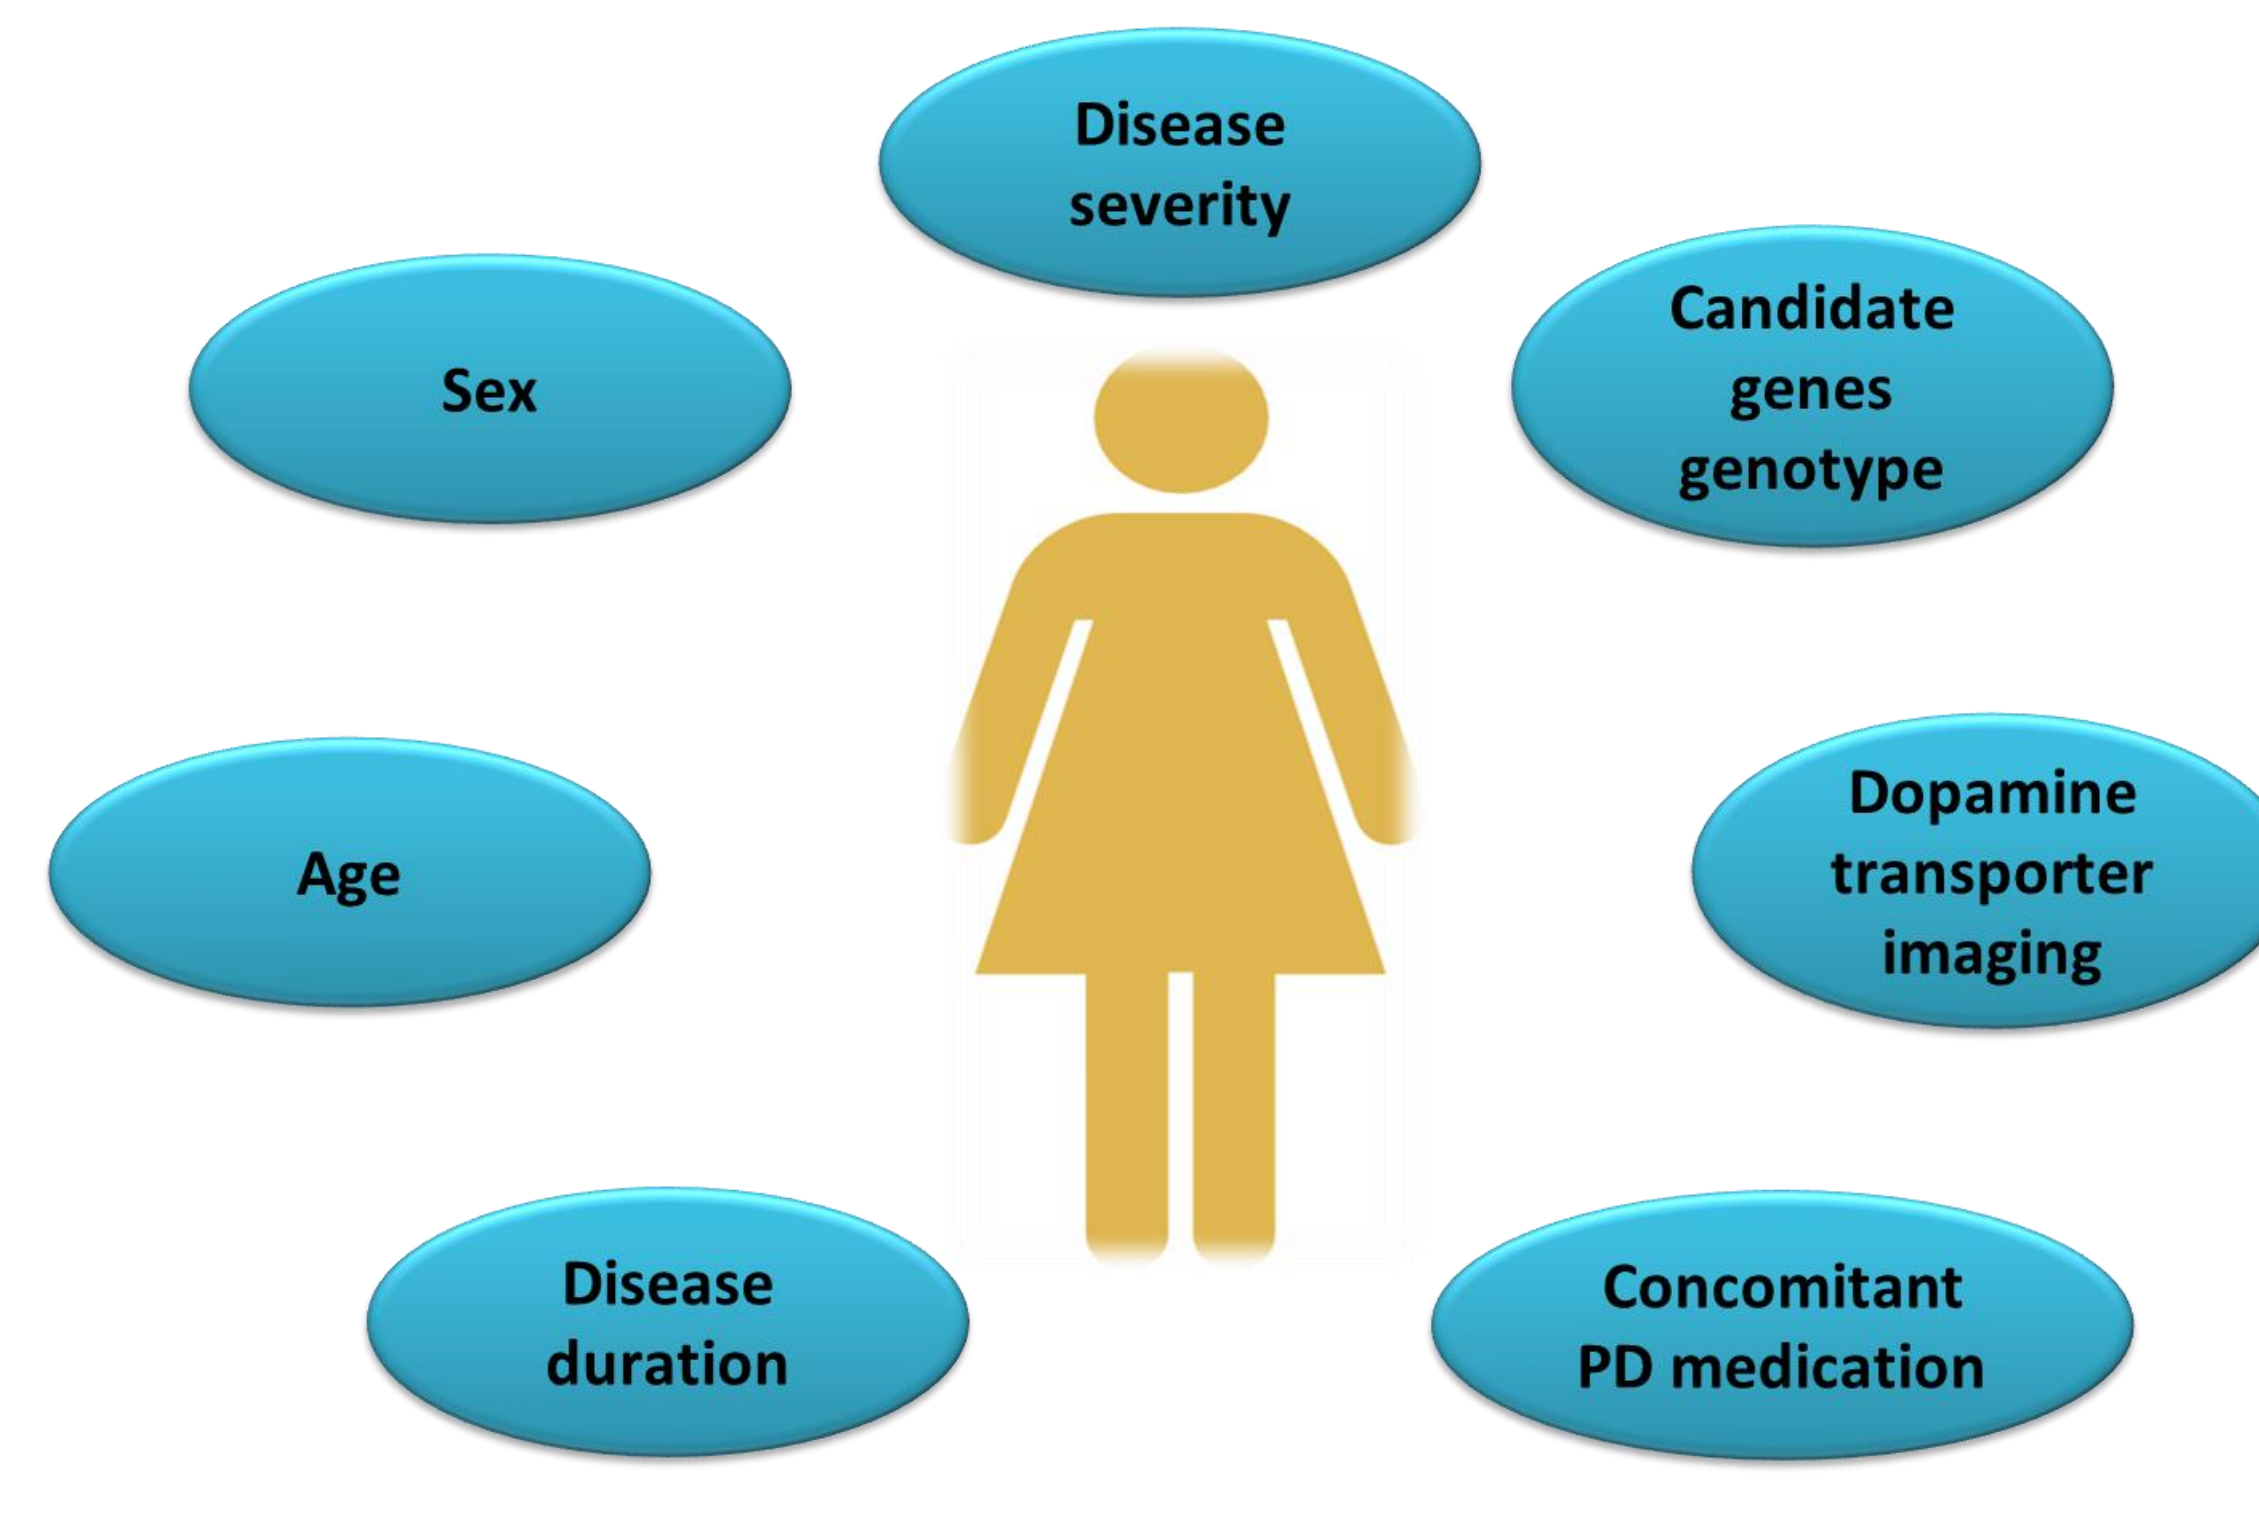 Disease
severity
Sex
Candidate
genes
genotype
Age
Dopamine
transporter
imaging
Disease
duration
Concomitant
PD medication